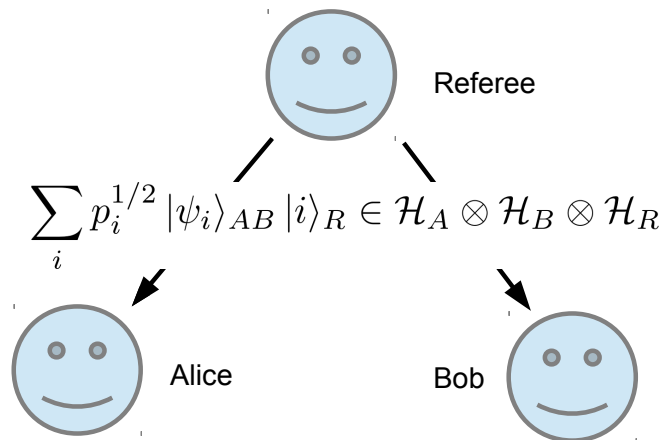 Referee
\sum_i p_i^{1/2} |\psi_i\rangle_{AB} |i\rangle_R \in \mathcal{H}_A \otimes \mathcal{H}_B \otimes \mathcal{H}_R
Alice
Bob